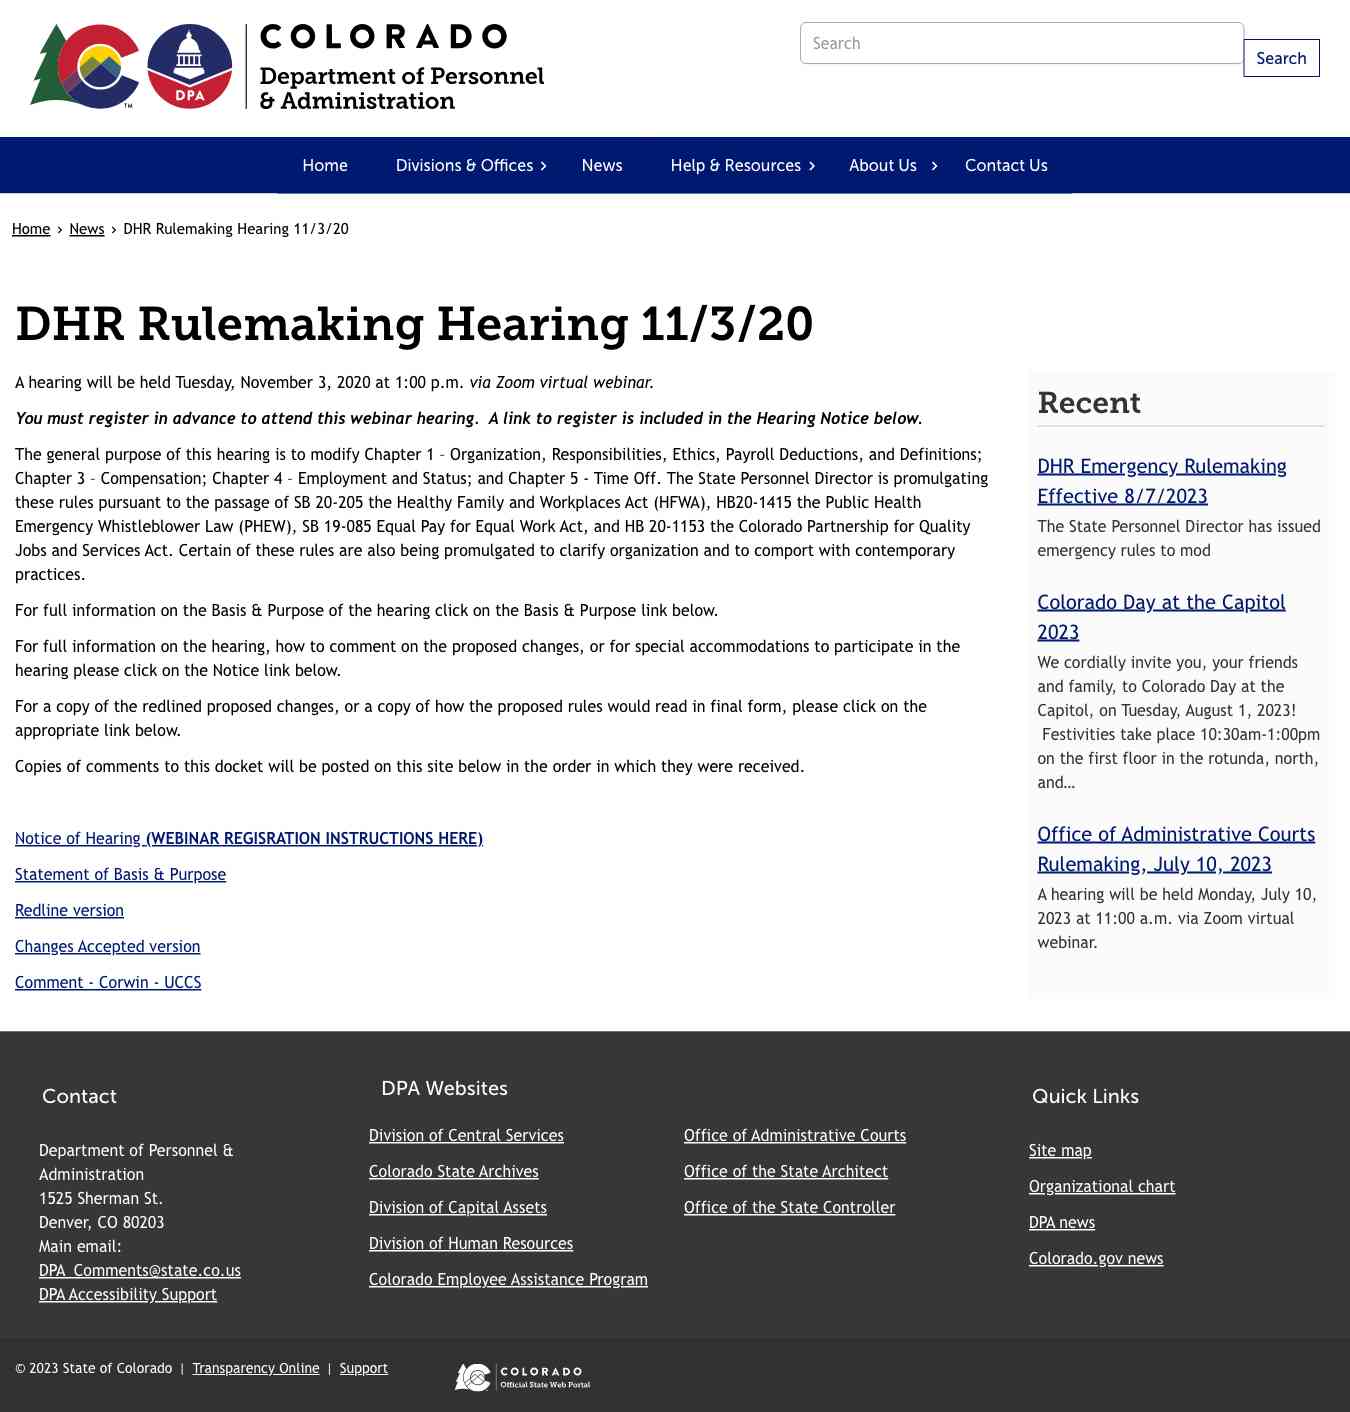 COLORADO
Department of Personnel
& Administration
DPA
TM
Search
Search
Home
Divisions & Offices
News
Help & Resources
About Us
Contact Us
Home › News › DHR Rulemaking Hearing 11/3/20
DHR Rulemaking Hearing 11/3/20
A hearing will be held Tuesday, November 3, 2020 at 1:00 p.m. via Zoom virtual webinar.
You must register in advance to attend this webinar hearing.  A link to register is included in the Hearing Notice below.
The general purpose of this hearing is to modify Chapter 1 – Organization, Responsibilities, Ethics, Payroll Deductions, and Definitions;
Chapter 3 – Compensation; Chapter 4 – Employment and Status; and Chapter 5 - Time Off. The State Personnel Director is promulgating
these rules pursuant to the passage of SB 20-205 the Healthy Family and Workplaces Act (HFWA), HB20-1415 the Public Health
Emergency Whistleblower Law (PHEW), SB 19-085 Equal Pay for Equal Work Act, and HB 20-1153 the Colorado Partnership for Quality
Jobs and Services Act. Certain of these rules are also being promulgated to clarify organization and to comport with contemporary
practices.
For full information on the Basis & Purpose of the hearing click on the Basis & Purpose link below.
For full information on the hearing, how to comment on the proposed changes, or for special accommodations to participate in the
hearing please click on the Notice link below.
For a copy of the redlined proposed changes, or a copy of how the proposed rules would read in final form, please click on the
appropriate link below.
Copies of comments to this docket will be posted on this site below in the order in which they were received.
Notice of Hearing (WEBINAR REGISRATION INSTRUCTIONS HERE)
Statement of Basis & Purpose
Redline version
Changes Accepted version
Comment - Corwin - UCCS
Recent
DHR Emergency Rulemaking
Effective 8/7/2023
The State Personnel Director has issued
emergency rules to mod
Colorado Day at the Capitol
2023
We cordially invite you, your friends
and family, to Colorado Day at the
Capitol, on Tuesday, August 1, 2023!
Festivities take place 10:30am-1:00pm
on the first floor in the rotunda, north,
and…
Office of Administrative Courts
Rulemaking, July 10, 2023
A hearing will be held Monday, July 10,
2023 at 11:00 a.m. via Zoom virtual
webinar.
Contact
Department of Personnel &
Administration
1525 Sherman St.
Denver, CO 80203
Main email:
DPA_Comments@state.co.us
DPA Accessibility Support
DPA Websites
Division of Central Services
Colorado State Archives
Division of Capital Assets
Division of Human Resources
Colorado Employee Assistance Program
Office of Administrative Courts
Office of the State Architect
Office of the State Controller
Quick Links
Site map
Organizational chart
DPA news
Colorado.gov news
© 2023 State of Colorado | Transparency Online | Support
COLORADO
Official State Web Portal